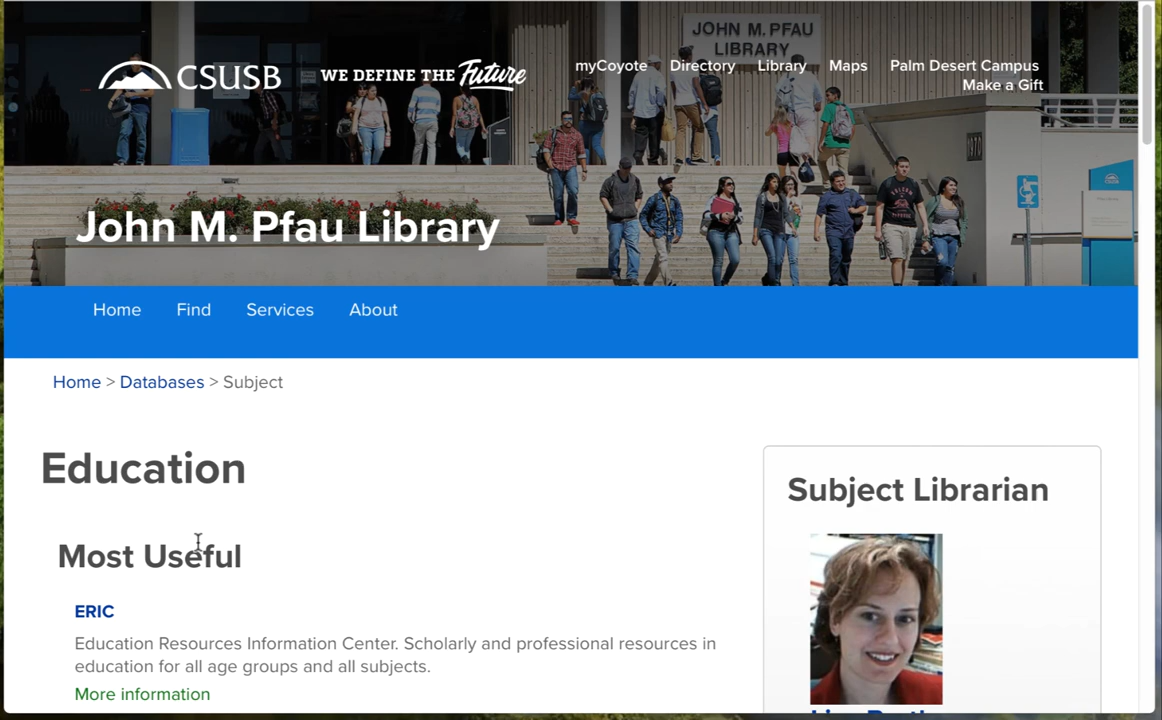 JOHN M. PFAU
LIBRARY
CSUSB
WE DEFINE THE Future
myCoyote Directory Library Maps Palm Desert Campus
Make a Gift
John M. Pfau Library
Home Find Services About
Home > Databases > Subject
Education
Subject Librarian
Most Useful
ERIC
Education Resources Information Center. Scholarly and professional resources in
education for all age groups and all subjects.
More information